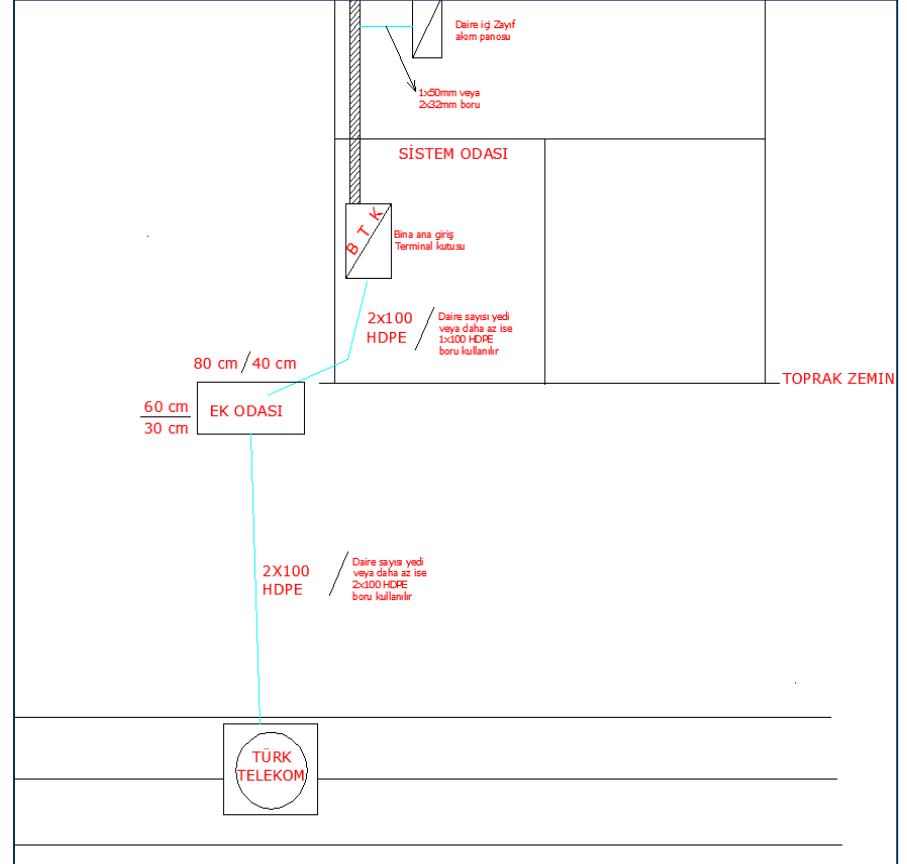 Daire içi Zayıf
akım panosu
1x50mm veya
2x32mm boru
SİSTEM ODASI
B T K
Bina ana giriş
Terminal kutusu
2x100
HDPE
Daire sayısı yedi
veya daha az ise
1x100 HDPE
boru kullanılır
80 cm / 40 cm
TOPRAK ZEMIN
60 cm
30 cm
EK ODASI
2X100
HDPE
Daire sayısı yedi
veya daha az ise
2x100 HDPE
boru kullanılır
TÜRK
TELEKOM